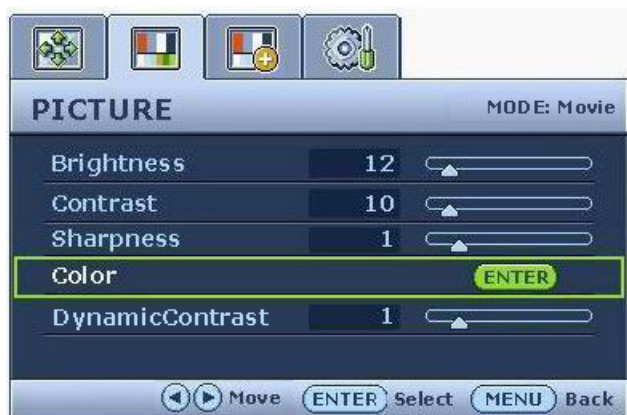 PICTURE MODE: Movie
Brightness 12
Contrast 10
Sharpness 1
Color ENTER
DynamicContrast 1
Move ENTER Select MENU Back